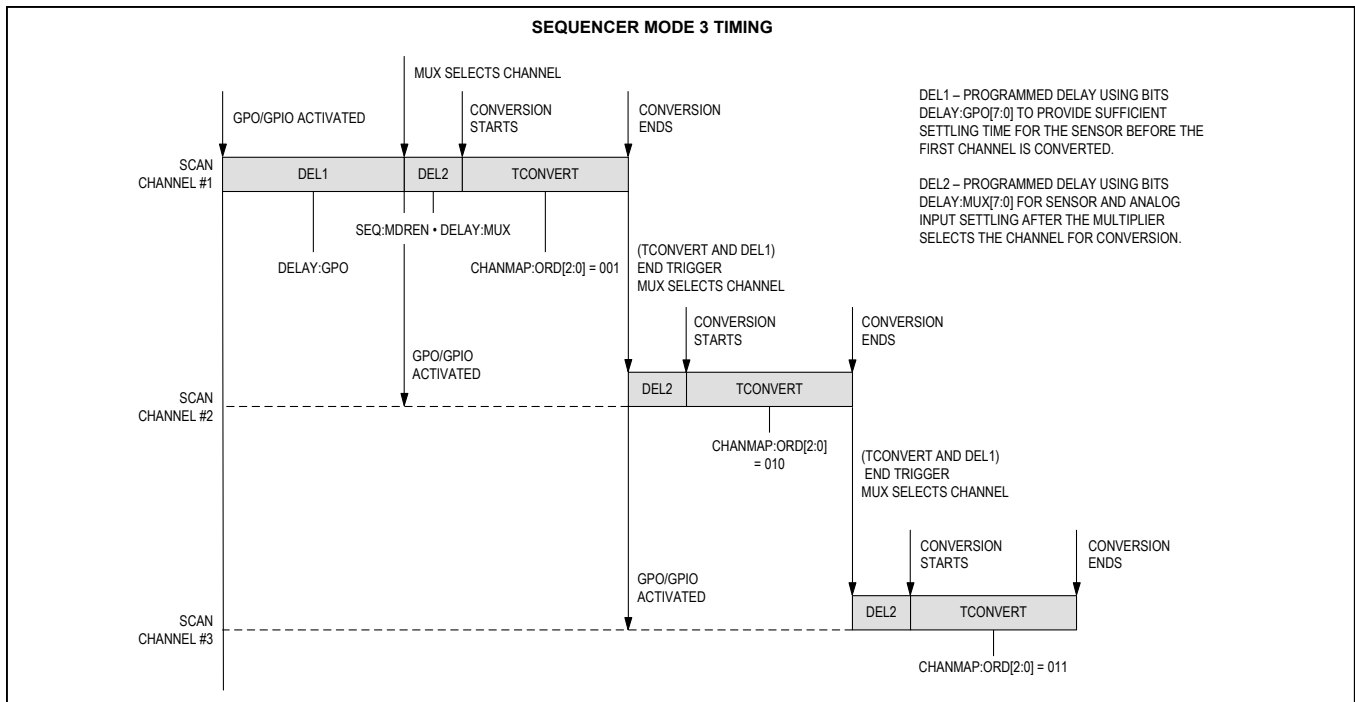 SEQUENCER MODE 3 TIMING
MUX SELECTS CHANNEL
GPO/GPIO ACTIVATED
CONVERSION
STARTS
CONVERSION
ENDS
DEL1 – PROGRAMMED DELAY USING BITS
DELAY:GPO[7:0] TO PROVIDE SUFFICIENT
SETTLING TIME FOR THE SENSOR BEFORE THE
FIRST CHANNEL IS CONVERTED.
DEL2 – PROGRAMMED DELAY USING BITS
DELAY:MUX[7:0] FOR SENSOR AND ANALOG
INPUT SETTLING AFTER THE MULTIPLIER
SELECTS THE CHANNEL FOR CONVERSION.
SCAN
CHANNEL #1
DEL1
DEL2
TCONVERT
SEQ:MDREN • DELAY:MUX
DELAY:GPO
CHANMAP:ORD[2:0] = 001
(TCONVERT AND DEL1)
END TRIGGER
MUX SELECTS CHANNEL
CONVERSION
STARTS
CONVERSION
ENDS
GPO/GPIO
ACTIVATED
SCAN
CHANNEL #2
DEL2
TCONVERT
CHANMAP:ORD[2:0]
= 010
(TCONVERT AND DEL1)
END TRIGGER
MUX SELECTS CHANNEL
CONVERSION
STARTS
CONVERSION
ENDS
GPO/GPIO
ACTIVATED
SCAN
CHANNEL #3
DEL2
TCONVERT
CHANMAP:ORD[2:0] = 011